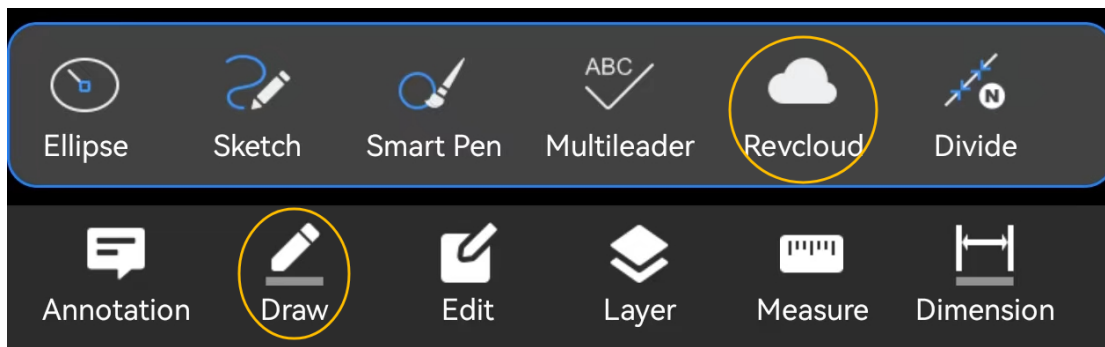 ABC
N
Ellipse Sketch Smart Pen Multileader Revcloud Divide
Annotation Draw Edit Layer Measure Dimension